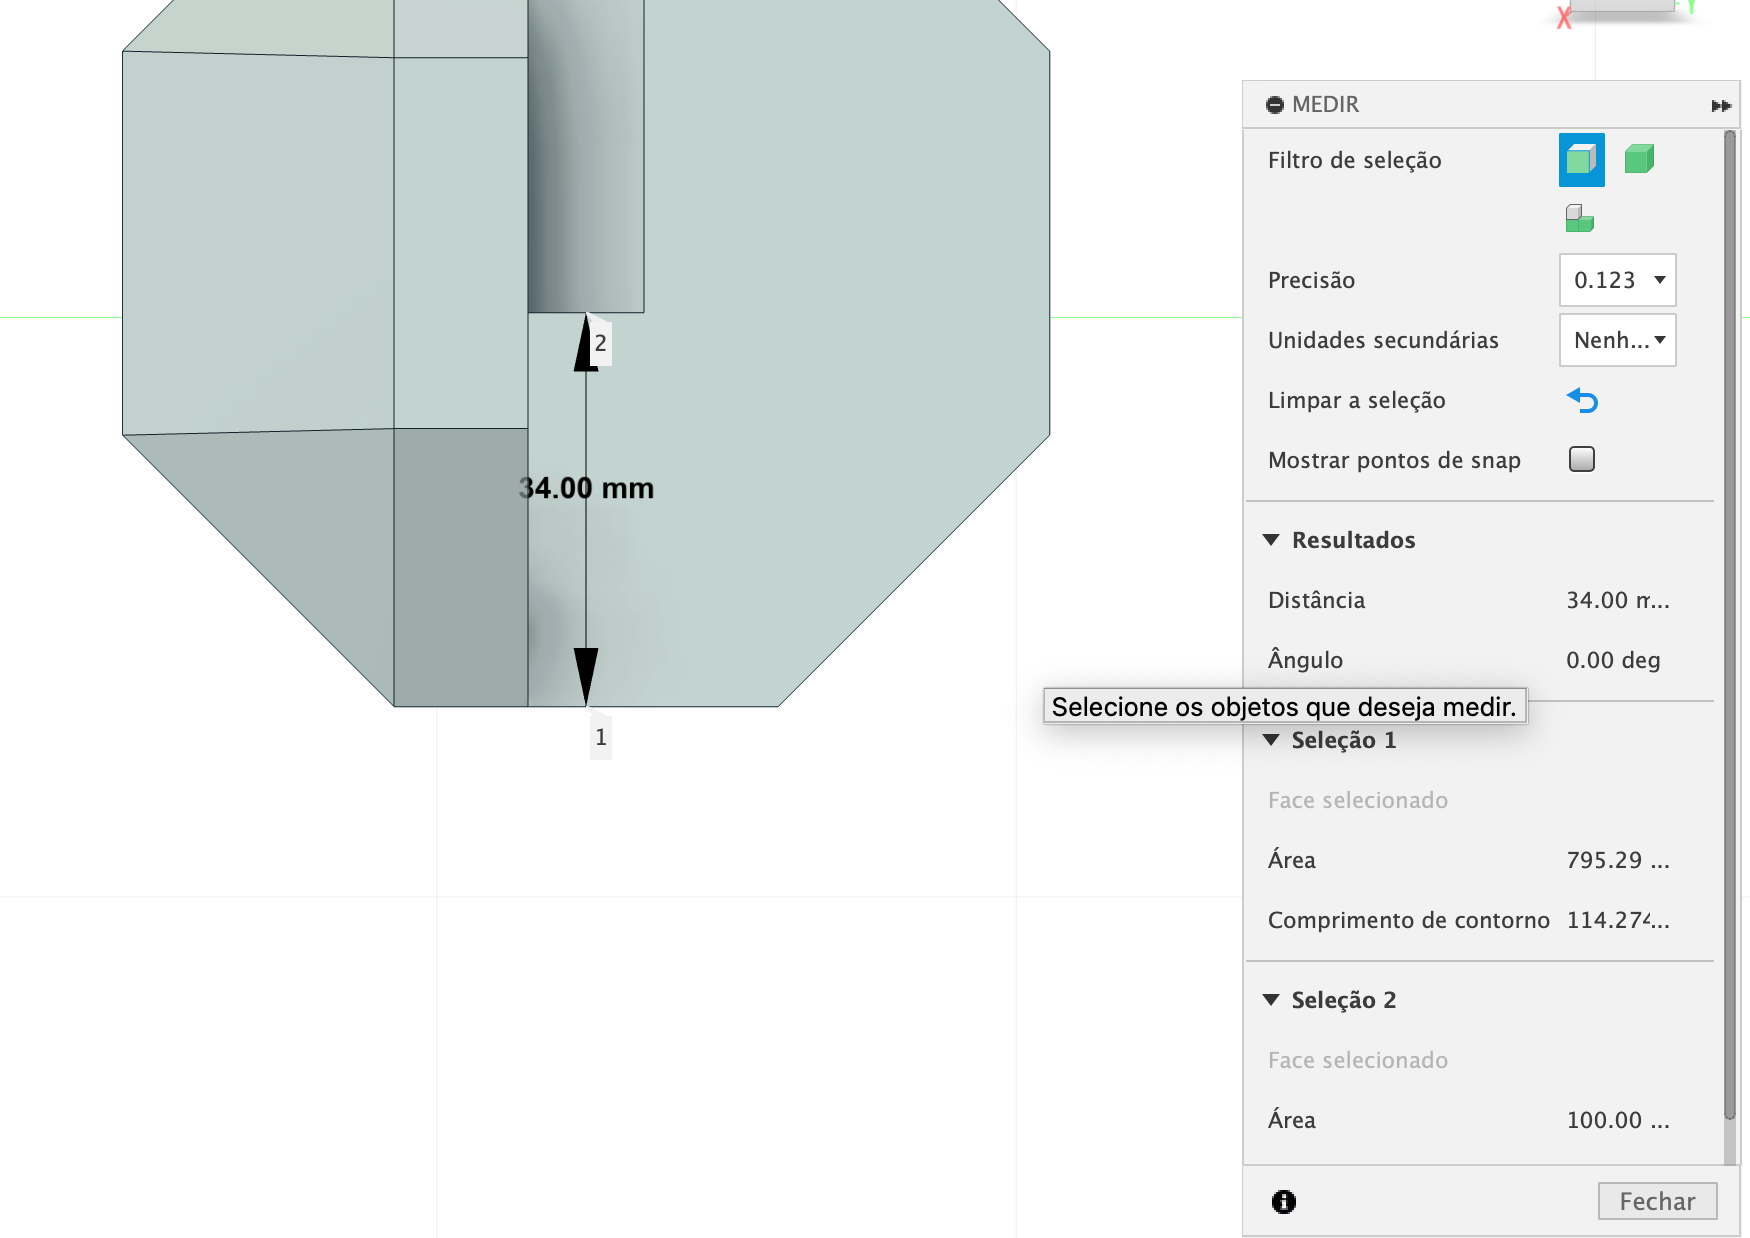 X
Y
MEDIR
Filtro de seleção
Precisão 0.123
Unidades secundárias Nenh...
Limpar a seleção
Mostrar pontos de snap
2
34.00 mm
1
Resultados
Distância 34.00 m...
Ângulo 0.00 deg
Selecione os objetos que deseja medir.
Seleção 1
Face selecionado
Área 795.29 ...
Comprimento de contorno 114.274...
Seleção 2
Face selecionado
Área 100.00 ...
Fechar